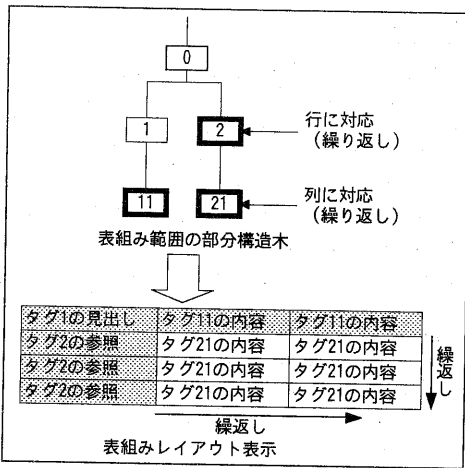 0
1
2
行に対応
(繰り返し)
11
21
列に対応
(繰り返し)
表組み範囲の部分構造木
タグ1の見出し タグ11の内容 タグ11の内容
タグ2の参照 タグ21の内容 タグ21の内容
タグ2の参照 タグ21の内容 タグ21の内容
タグ2の参照 タグ21の内容 タグ21の内容
繰返し
繰返し
表組みレイアウト表示